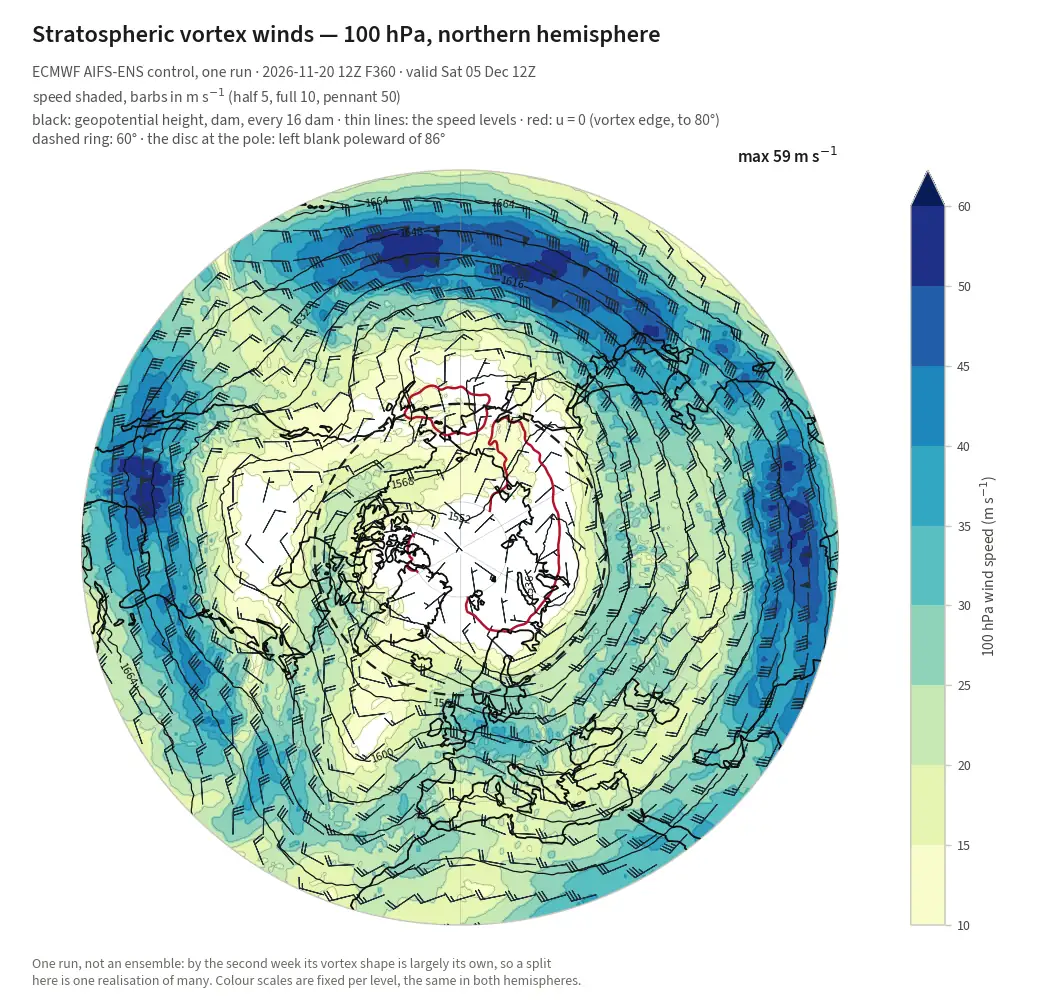 Stratospheric vortex winds — 100 hPa, northern hemisphere
ECMWF AIFS-ENS control, one run · 2026-11-20 12Z F360 · valid Sat 05 Dec 12Z
speed shaded, barbs in m s⁻¹ (half 5, full 10, pennant 50)
black: geopotential height, dam, every 16 dam · thin lines: the speed levels · red: u = 0 (vortex edge, to 80°)
dashed ring: 60° · the disc at the pole: left blank poleward of 86°
max 59 m s⁻¹
1664
1664
1648
1616
1632
1568
1552
1664
1600
60
50
45
40
35
30
25
20
15
10
100 hPa wind speed (m s⁻¹)
One run, not an ensemble: by the second week its vortex shape is largely its own, so a split
here is one realisation of many. Colour scales are fixed per level, the same in both hemispheres.